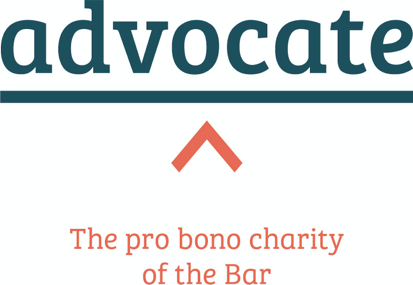 advocate
The pro bono charity
of the Bar